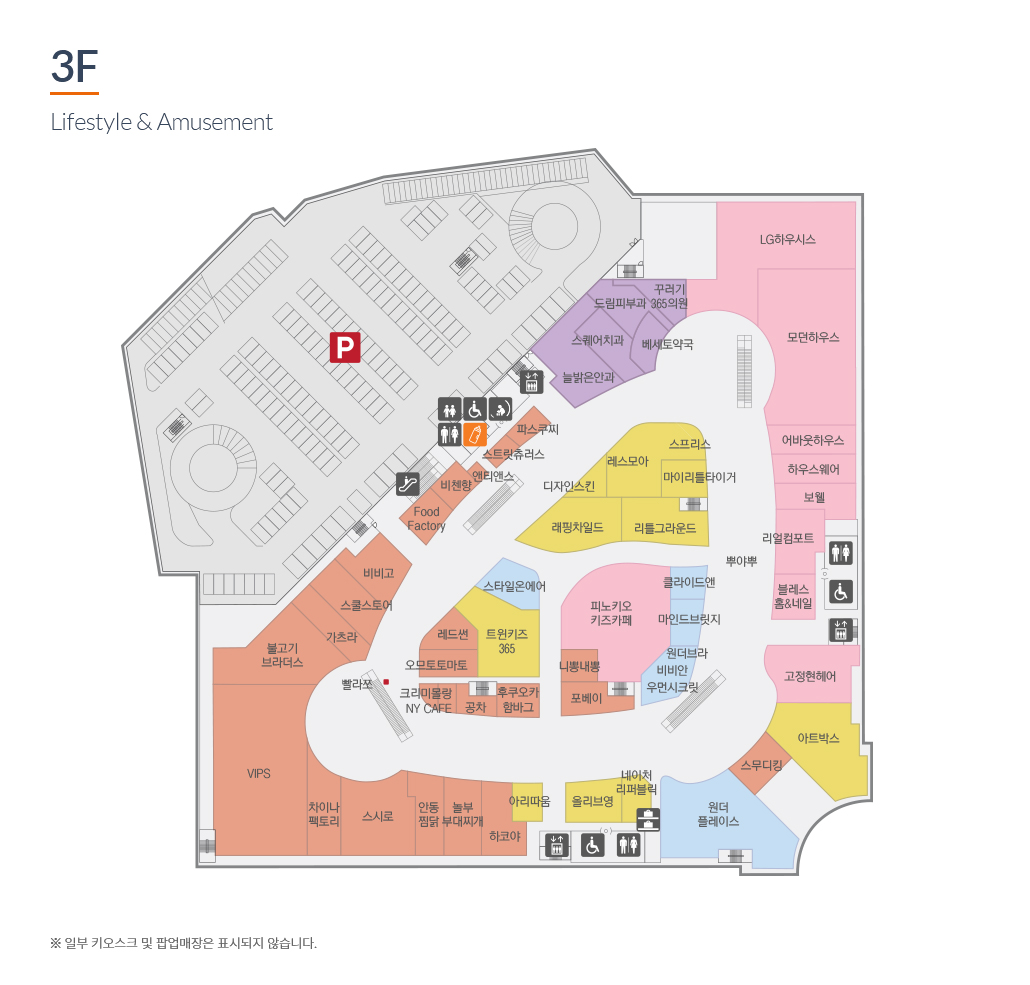 3F
Lifestyle & Amusement
LG하우시스
꾸러기
365의원
드림피부과
모던하우스
스퀘어치과
베세토약국
P
늘밝은안과
파스쿠찌
스프리스
어바웃하우스
스트릿츄러스
레스모아
하우스웨어
앤티앤스
마이리틀타이거
비첸향
디자인스킨
보웰
Food
Factory
래핑차일드
리틀그라운드
리얼컴포트
뿌아뿌
비비고
스타일온에어
클라이드앤
블레스
홈&네일
스쿨스토어
피노키오
키즈카페
마인드브릿지
가츠라
레드썬
트윈키즈
365
불고기
브라더스
원더브라
오므토토마토
니뽕내뽕
비비안
고정현헤어
빨라쪼
우먼시크릿
크리미몰랑
NY CAFE
공차
후쿠오카
함바그
포베이
아트박스
VIPS
스무디킹
네이처
리퍼블릭
차이나
팩토리
스시로
안동
찜닭
놀부
부대찌개
아리따움
올리브영
원더
플레이스
하코야
※ 일부 키오스크 및 팝업매장은 표시되지 않습니다.